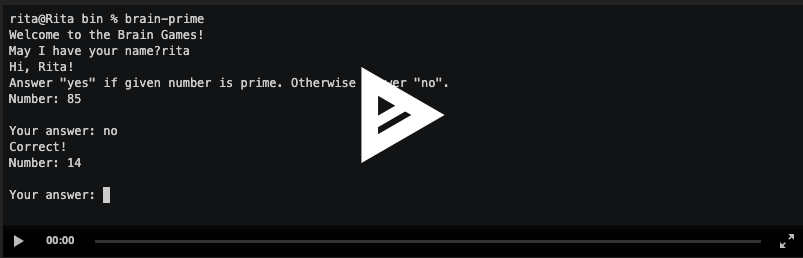 rita@Rita bin % brain-prime
Welcome to the Brain Games!
May I have your name?rita
Hi, Rita!
Answer "yes" if given number is prime. Otherwise "no".
Number: 85
Your answer: no
Correct!
Number: 14
Your answer:
00:00